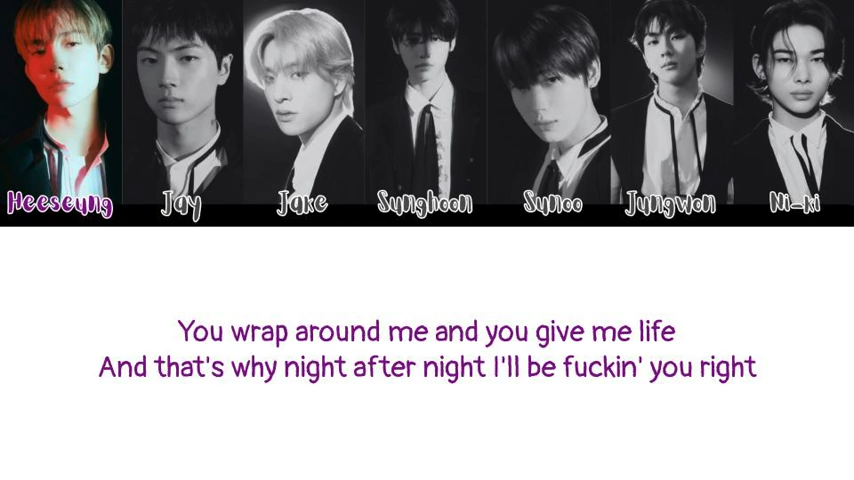 Heeseung Jay Jake Sunghoon Sunoo Jungwon Ni-ki
You wrap around me and you give me life
And that's why night after night I'll be fuckin' you right